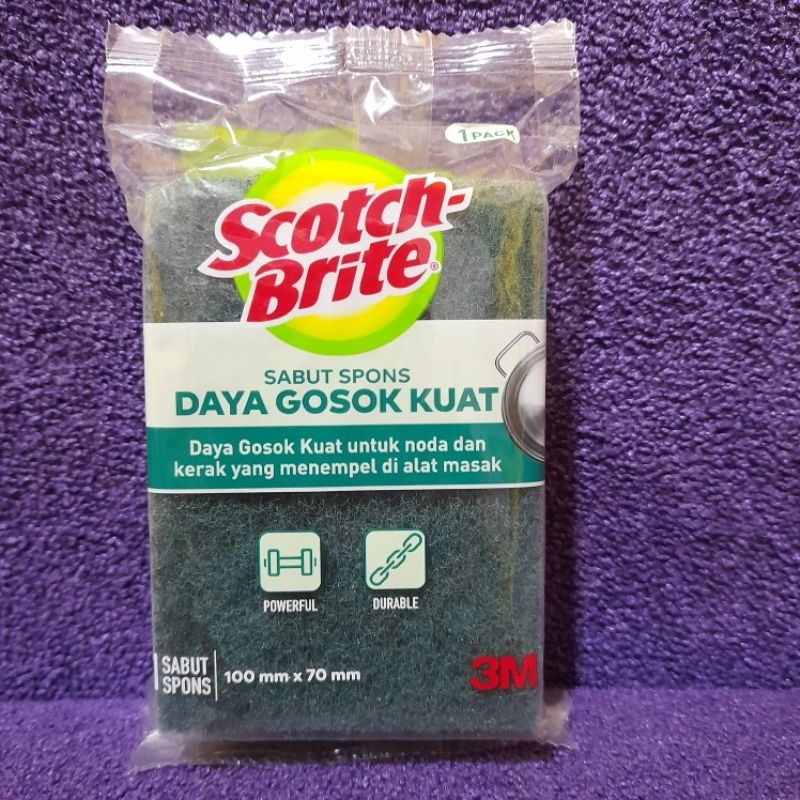 1 PACK
Scotch-
Brite®
SABUT SPONS
DAYA GOSOK KUAT
Daya Gosok Kuat untuk noda dan
kerak yang menempel di alat masak
POWERFUL
DURABLE
SABUT
SPONS
100 mm x 70 mm
3M